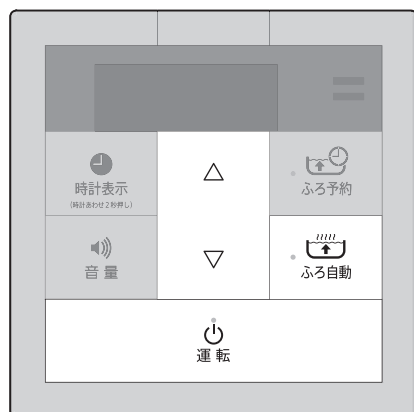 時計表示
(時計あわせ2秒押し)
ふろ予約
音量
ふろ自動
運転